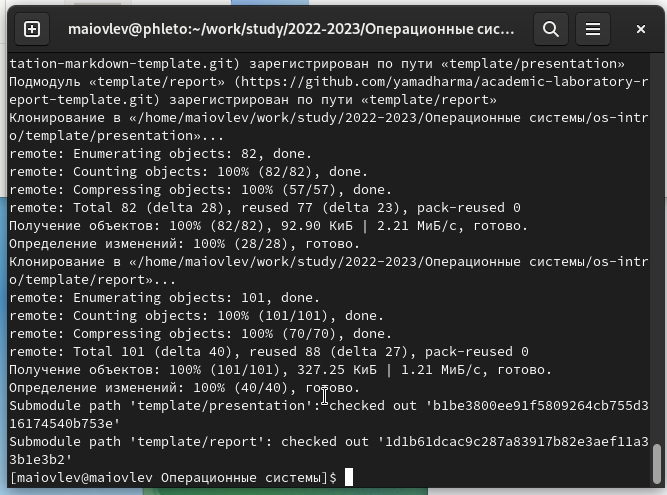 maiovlev@phleto:~/work/study/2022-2023/Операционные сис...
tation-markdown-template.git) зарегистрирован по пути «template/presentation»
Подмодуль «template/report» (https://github.com/yamadharma/academic-laboratory-r
eport-template.git) зарегистрирован по пути «template/report»
Клонирование в «/home/maiovlev/work/study/2022-2023/Операционные системы/os-intr
o/template/presentation»...
remote: Enumerating objects: 82, done.
remote: Counting objects: 100% (82/82), done.
remote: Compressing objects: 100% (57/57), done.
remote: Total 82 (delta 28), reused 77 (delta 23), pack-reused 0
Получение объектов: 100% (82/82), 92.90 КиБ | 2.21 МиБ/с, готово.
Определение изменений: 100% (28/28), готово.
Клонирование в «/home/maiovlev/work/study/2022-2023/Операционные системы/os-intr
o/template/report»...
remote: Enumerating objects: 101, done.
remote: Counting objects: 100% (101/101), done.
remote: Compressing objects: 100% (70/70), done.
remote: Total 101 (delta 40), reused 88 (delta 27), pack-reused 0
Получение объектов: 100% (101/101), 327.25 КиБ | 1.21 МиБ/с, готово.
Определение изменений: 100% (40/40), готово.
Submodule path 'template/presentation': checked out 'b1be3800ee91f5809264cb755d3
16174540b753e'
Submodule path 'template/report': checked out '1d1b61dcac9c287a83917b82e3aef11a3
3b1e3b2'
[maiovlev@maiovlev Операционные системы]$